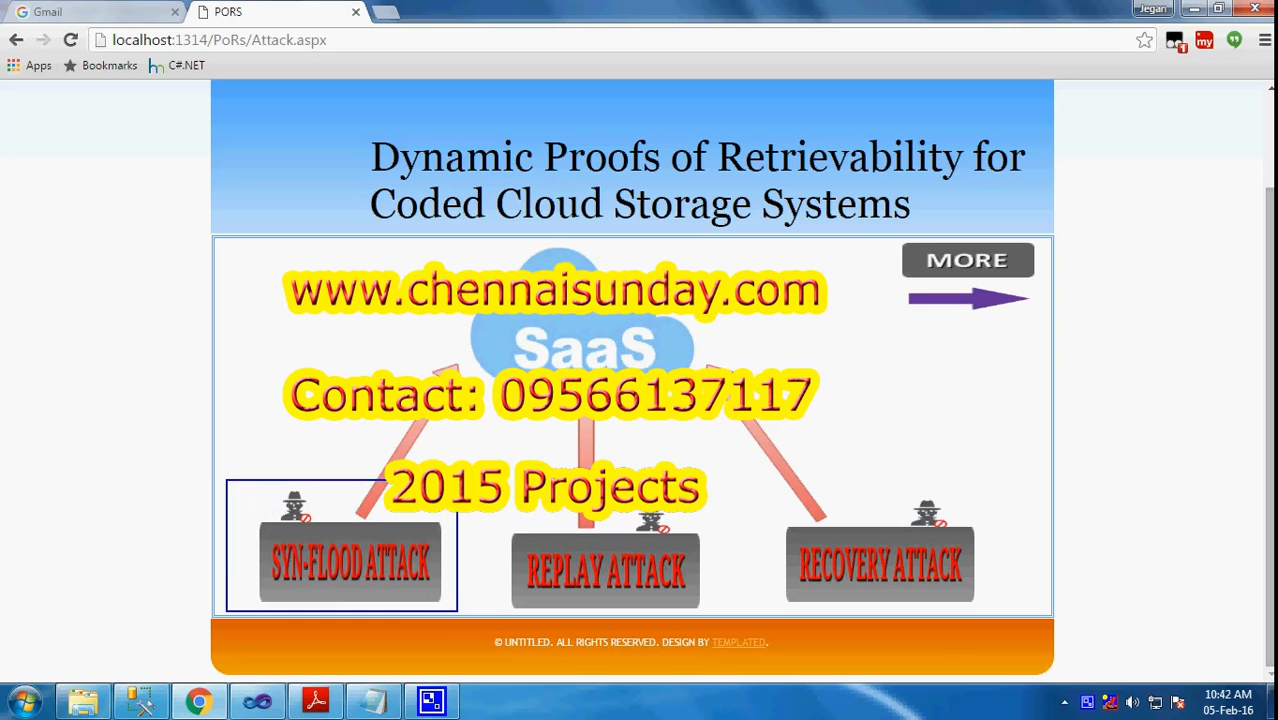 Gmail
PORS
Jegan
localhost:1314/PoRs/Attack.aspx
1
my
Apps
Bookmarks
C#.NET
Dynamic Proofs of Retrievability for
Coded Cloud Storage Systems
MORE
www.chennaisunday.com
SaaS
Contact: 09566137117
2015 Projects
SYN-FLOOD ATTACK
REPLAY ATTACK
RECOVERY ATTACK
© UNTITLED. ALL RIGHTS RESERVED. DESIGN BY TEMPLATED.
10:42 AM
05-Feb-16